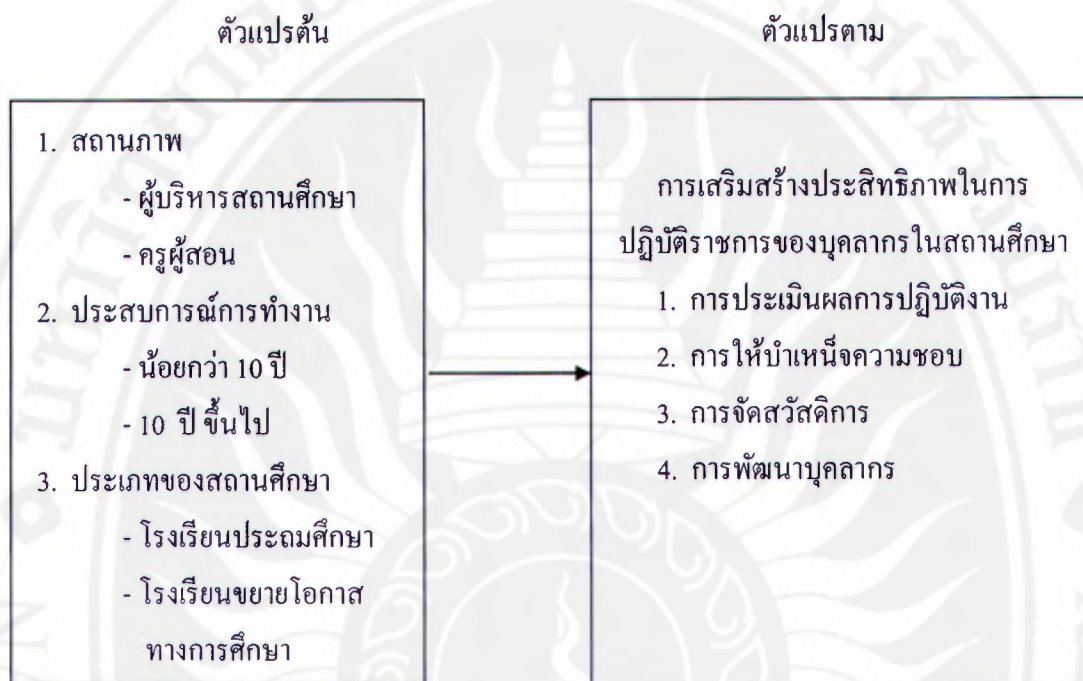 ตัวแปรต้น
ตัวแปรตาม
1. สถานภาพ
- ผู้บริหารสถานศึกษา
- ครูผู้สอน
2. ประสบการณ์การทำงาน
- น้อยกว่า 10 ปี
- 10 ปี ขึ้นไป
3. ประเภทของสถานศึกษา
- โรงเรียนประถมศึกษา
- โรงเรียนขยายโอกาส
ทางการศึกษา
การเสริมสร้างประสิทธิภาพในการ
ปฏิบัติราชการของบุคลากรในสถานศึกษา
1. การประเมินผลการปฏิบัติงาน
2. การให้บำเหน็จความชอบ
3. การจัดสวัสดิการ
4. การพัฒนาบุคลากร